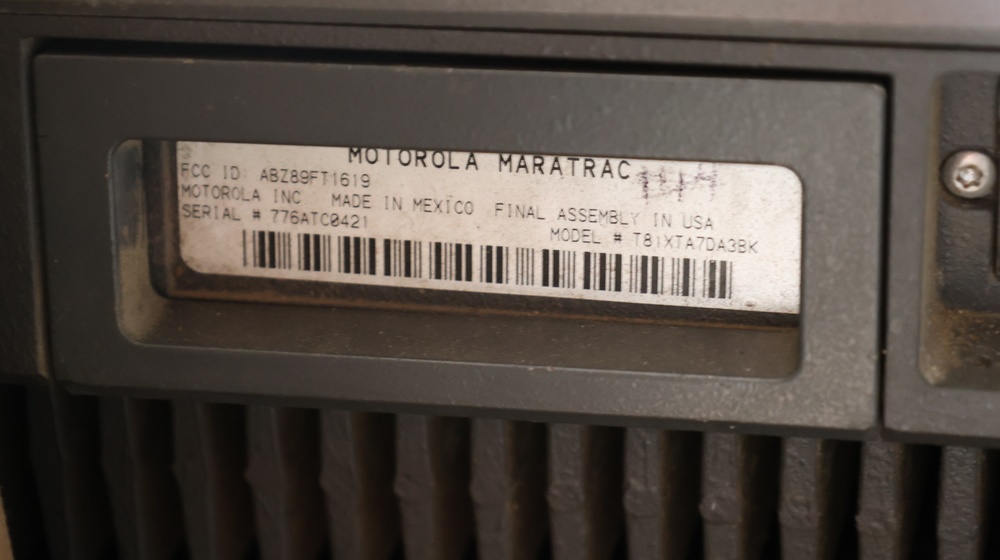 MOTOROLA MARATRAC
FCC ID: ABZ89FT1619
MOTOROLA INC MADE IN MEXICO FINAL ASSEMBLY IN USA
SERIAL # 776ATC0421
MODEL # T81XTA7DA3BK